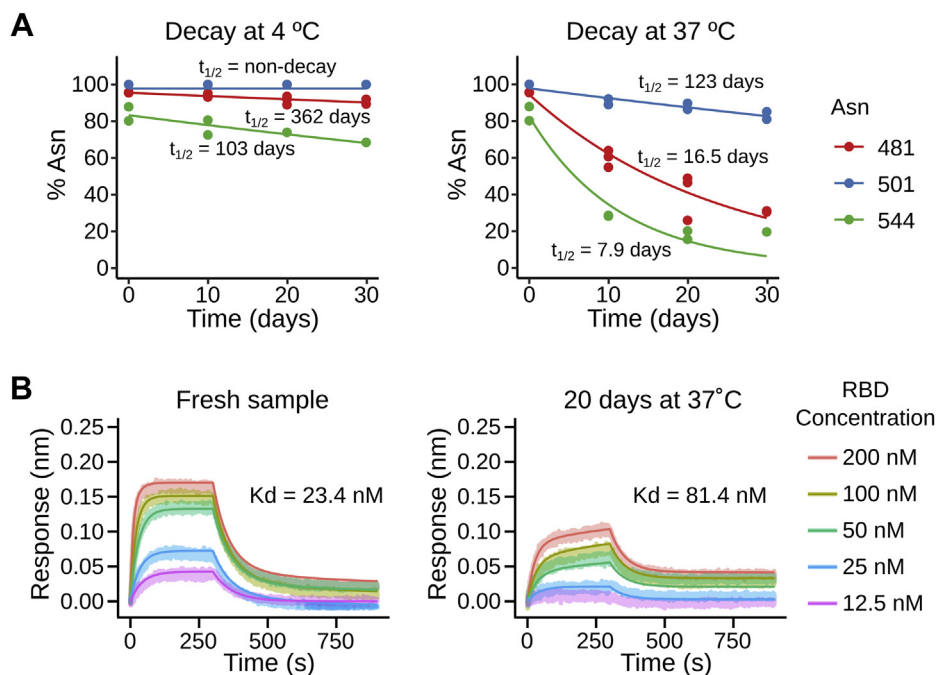 A
Decay at 4 ºC
Decay at 37 ºC
% Asn
100
80
60
40
20
0
t1/2 = non-decay
t1/2 = 362 days
t1/2 = 103 days
0 10 20 30
Time (days)
% Asn
100
80
60
40
20
0
t1/2 = 123 days
t1/2 = 16.5 days
t1/2 = 7.9 days
0 10 20 30
Time (days)
Asn
481
501
544
B
Fresh sample
20 days at 37˚C
Response (nm)
0.25
0.20
0.15
0.10
0.05
0.00
Kd = 23.4 nM
0 250 500 750
Time (s)
Response (nm)
0.25
0.20
0.15
0.10
0.05
0.00
Kd = 81.4 nM
0 250 500 750
Time (s)
RBD
Concentration
200 nM
100 nM
50 nM
25 nM
12.5 nM